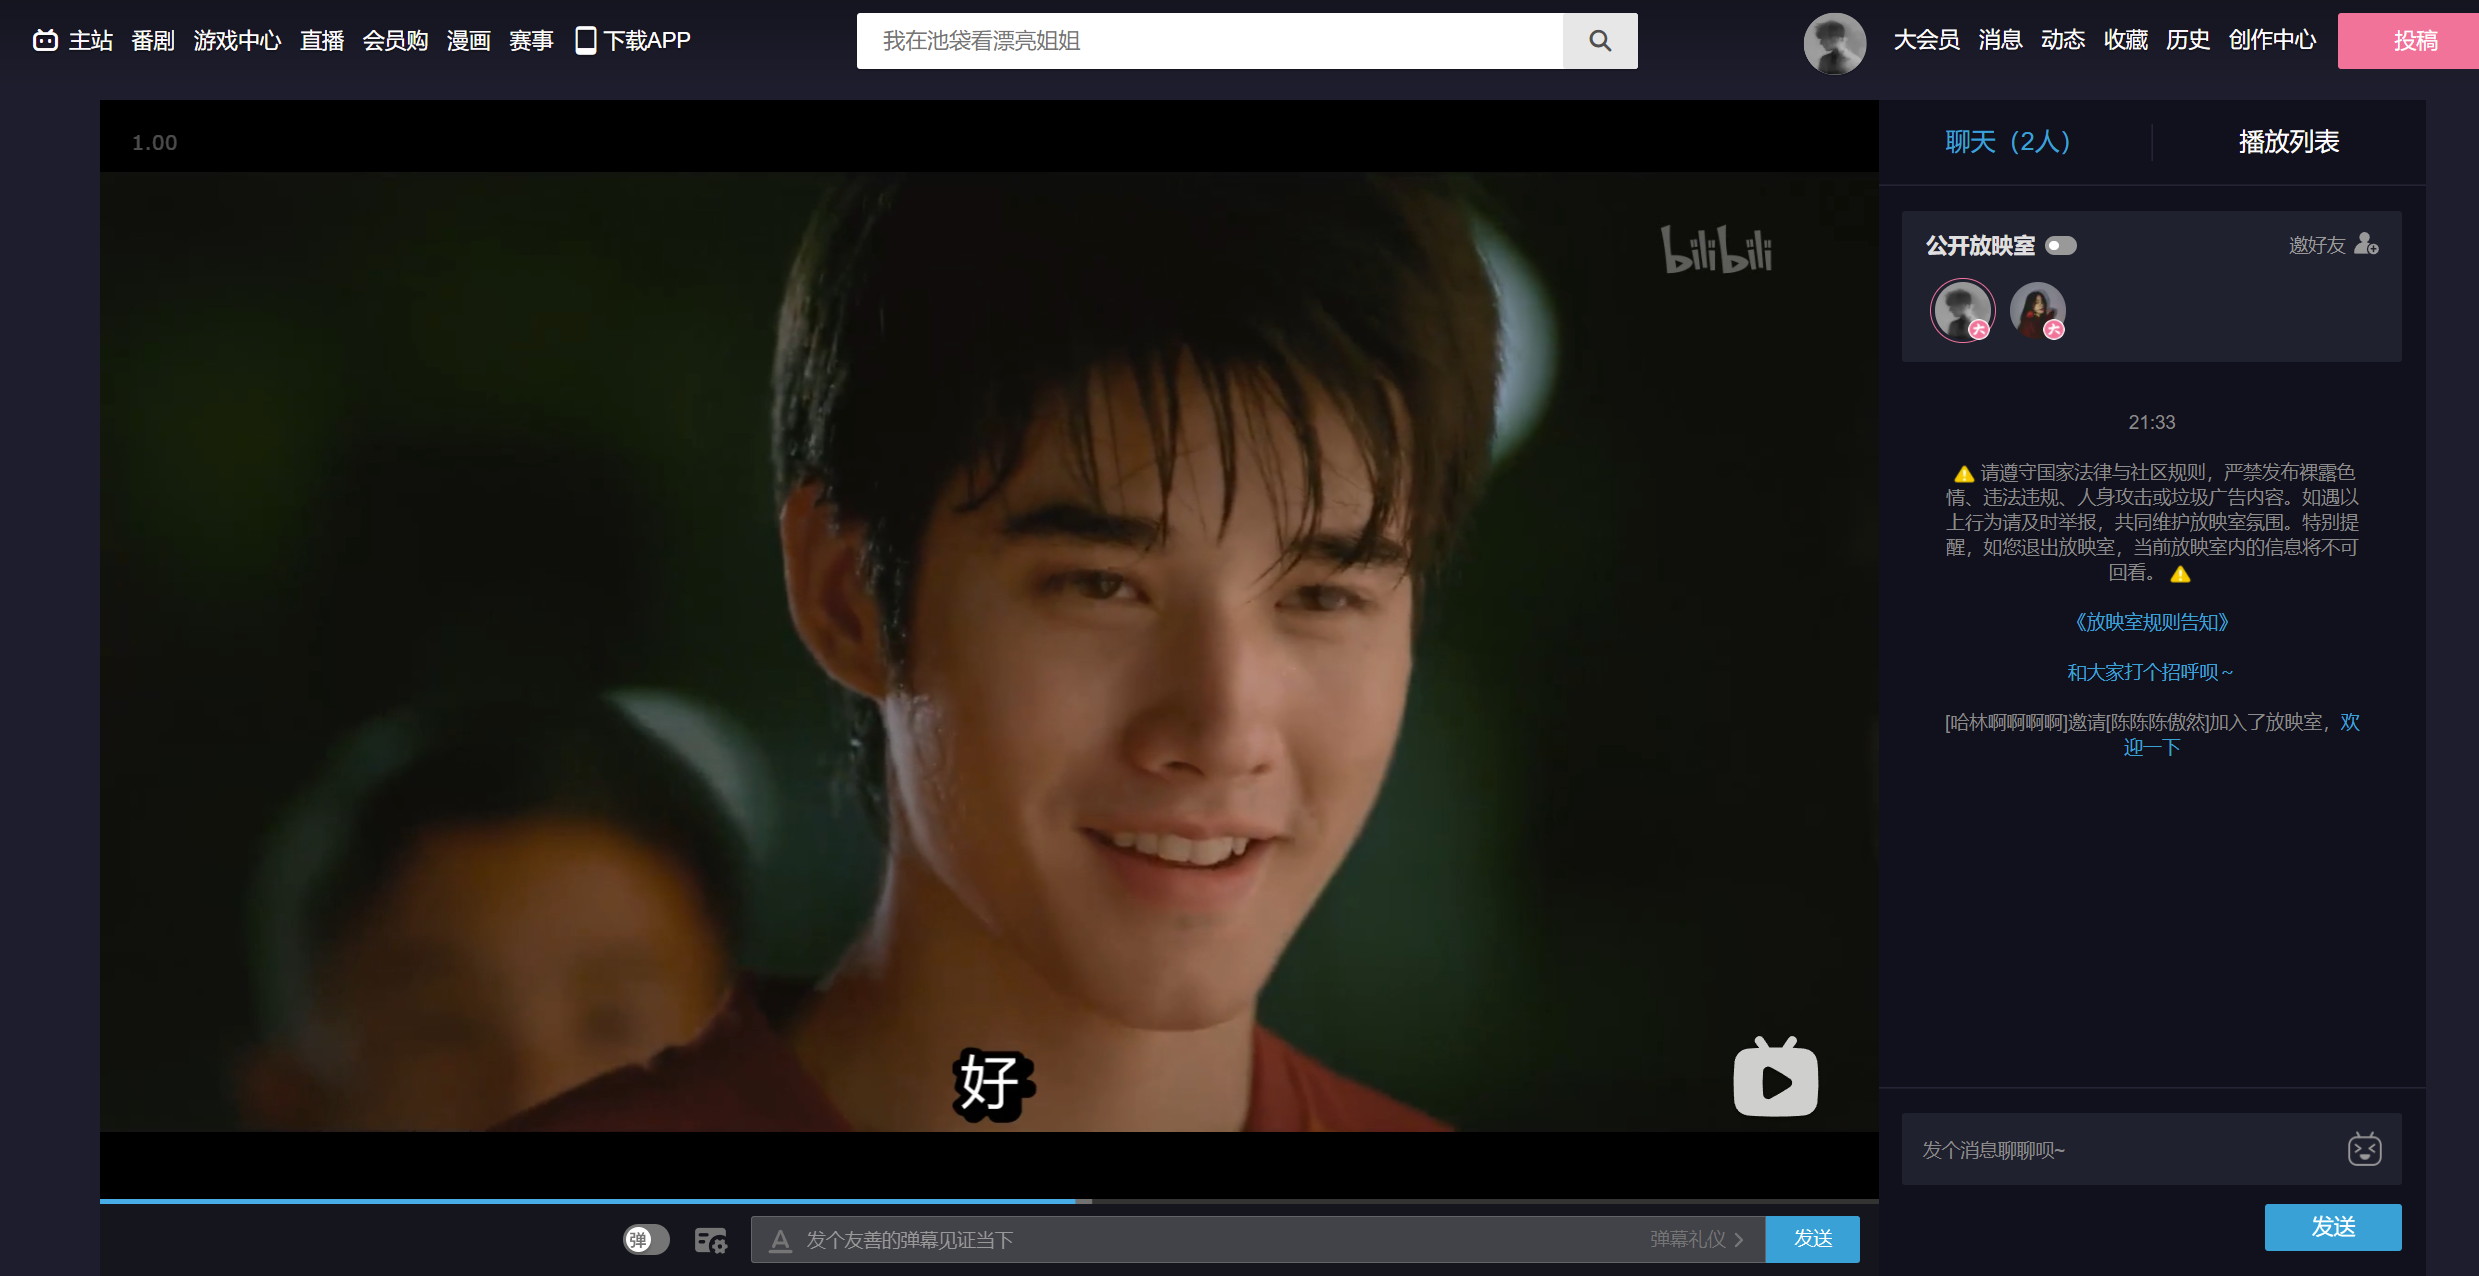 主站 番剧 游戏中心 直播 会员购 漫画 赛事 下载APP
我在池袋看漂亮姐姐
大会员 消息 动态 收藏 历史 创作中心 投稿
1.00
bilibili
好
弹
发个友善的弹幕见证当下
弹幕礼仪
发送
聊天（2人）
播放列表
公开放映室
邀好友
大
大
21:33
请遵守国家法律与社区规则，严禁发布裸露色
情、违法违规、人身攻击或垃圾广告内容。如遇以
上行为请及时举报，共同维护放映室氛围。特别提
醒，如您退出放映室，当前放映室内的信息将不可
回看。
《放映室规则告知》
和大家打个招呼呗~
[哈林啊啊啊啊]邀请[陈陈陈傲然]加入了放映室，欢
迎一下
发个消息聊聊呗~
发送